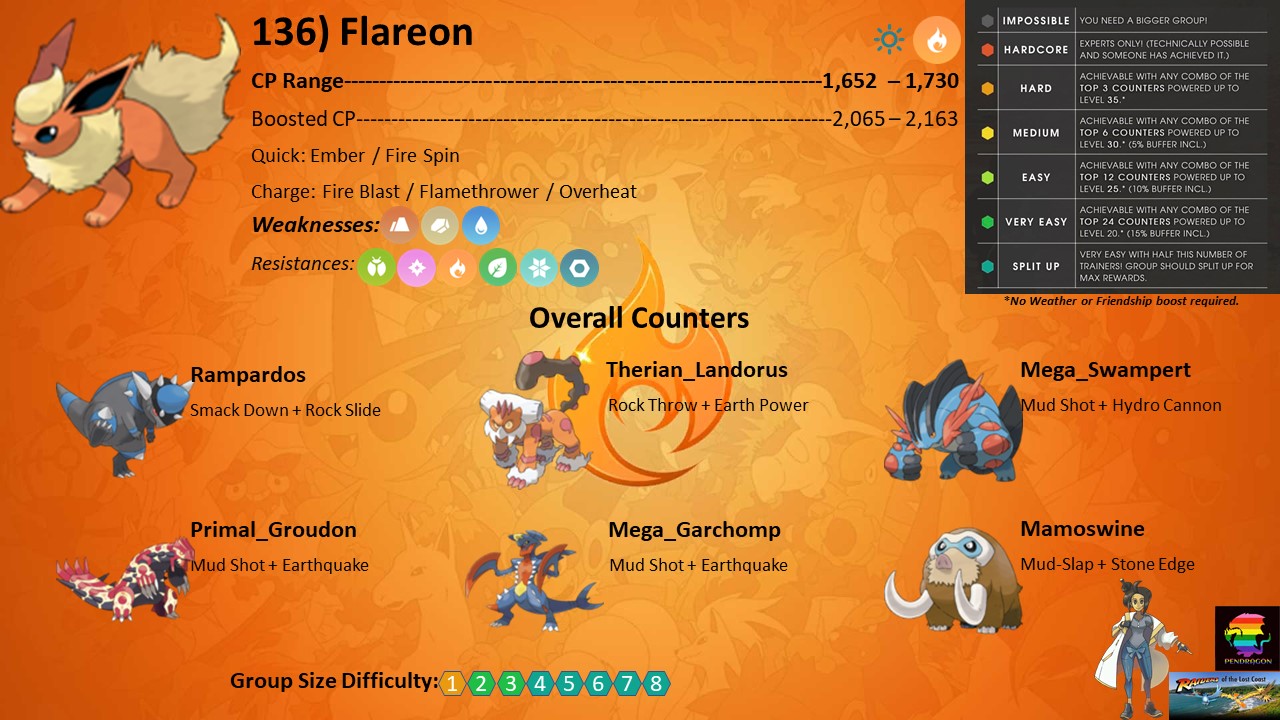 136) Flareon
CP Range------------------------------------------------------------------------1,652 – 1,730
Boosted CP------------------------------------------------------------------------2,065 – 2,163
Quick: Ember / Fire Spin
Charge: Fire Blast / Flamethrower / Overheat
Weaknesses:
Resistances:
IMPOSSIBLE
YOU NEED A BIGGER GROUP!
HARDCORE
EXPERTS ONLY! (TECHNICALLY POSSIBLE
AND SOMEONE HAS ACHIEVED IT.)
HARD
ACHIEVABLE WITH ANY COMBO OF THE
TOP 3 COUNTERS POWERED UP TO
LEVEL 35.*
MEDIUM
ACHIEVABLE WITH ANY COMBO OF THE
TOP 6 COUNTERS POWERED UP TO
LEVEL 30.* (5% BUFFER INCL.)
EASY
ACHIEVABLE WITH ANY COMBO OF THE
TOP 12 COUNTERS POWERED UP TO
LEVEL 25.* (10% BUFFER INCL.)
VERY EASY
ACHIEVABLE WITH ANY COMBO OF THE
TOP 24 COUNTERS POWERED UP TO
LEVEL 20.* (15% BUFFER INCL.)
SPLIT UP
VERY EASY WITH HALF THIS NUMBER OF
TRAINERS! GROUP SHOULD SPLIT UP FOR
MAX REWARDS.
*No Weather or Friendship boost required.
Overall Counters
Rampardos
Smack Down + Rock Slide
Therian_Landorus
Rock Throw + Earth Power
Mega_Swampert
Mud Shot + Hydro Cannon
Primal_Groudon
Mud Shot + Earthquake
Mega_Garchomp
Mud Shot + Earthquake
Mamoswine
Mud-Slap + Stone Edge
Group Size Difficulty: 1 2 3 4 5 6 7 8
PENDRAGON
RAIDERS of the Lost Coast